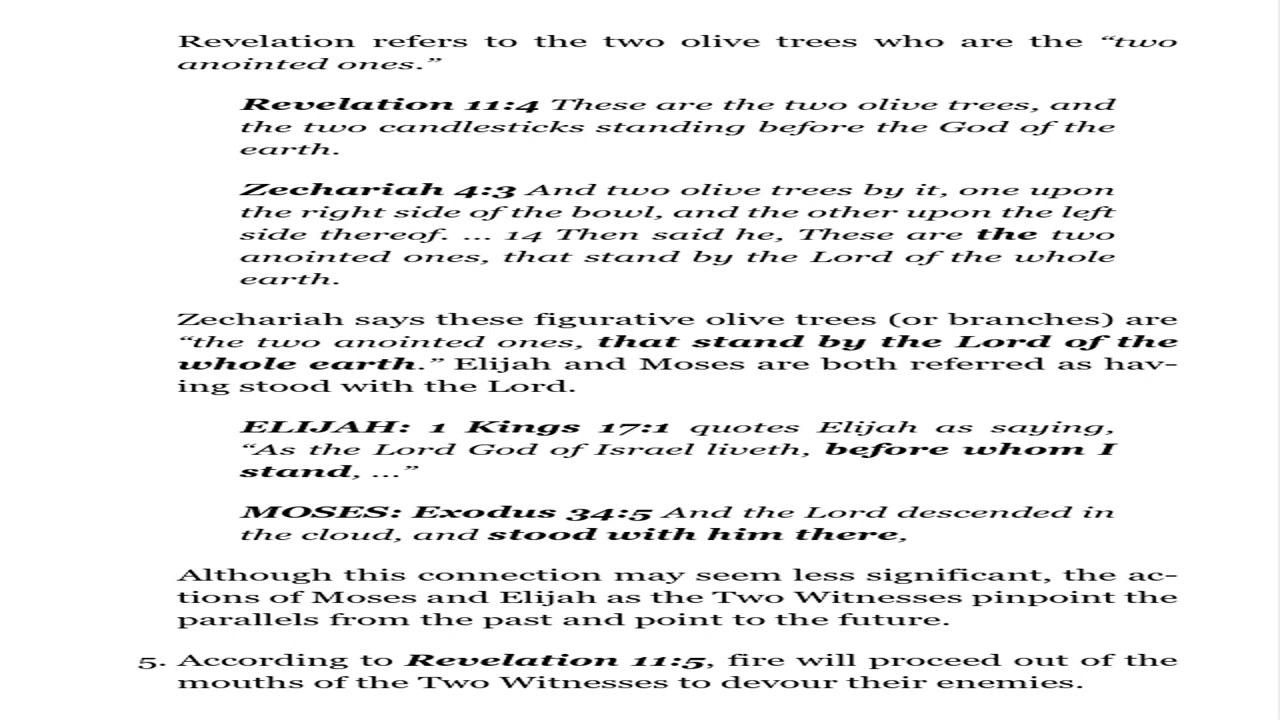 Revelation refers to the two olive trees who are the “two
anointed ones.”
Revelation 11:4 These are the two olive trees, and
the two candlesticks standing before the God of the
earth.
Zechariah 4:3 And two olive trees by it, one upon
the right side of the bowl, and the other upon the left
side thereof. ... 14 Then said he, These are the two
anointed ones, that stand by the Lord of the whole
earth.
Zechariah says these figurative olive trees (or branches) are
“the two anointed ones, that stand by the Lord of the
whole earth.” Elijah and Moses are both referred as hav-
ing stood with the Lord.
ELIJAH: 1 Kings 17:1 quotes Elijah as saying,
“As the Lord God of Israel liveth, before whom I
stand, ...”
MOSES: Exodus 34:5 And the Lord descended in
the cloud, and stood with him there,
Although this connection may seem less significant, the ac-
tions of Moses and Elijah as the Two Witnesses pinpoint the
parallels from the past and point to the future.
5. According to Revelation 11:5, fire will proceed out of the
mouths of the Two Witnesses to devour their enemies.